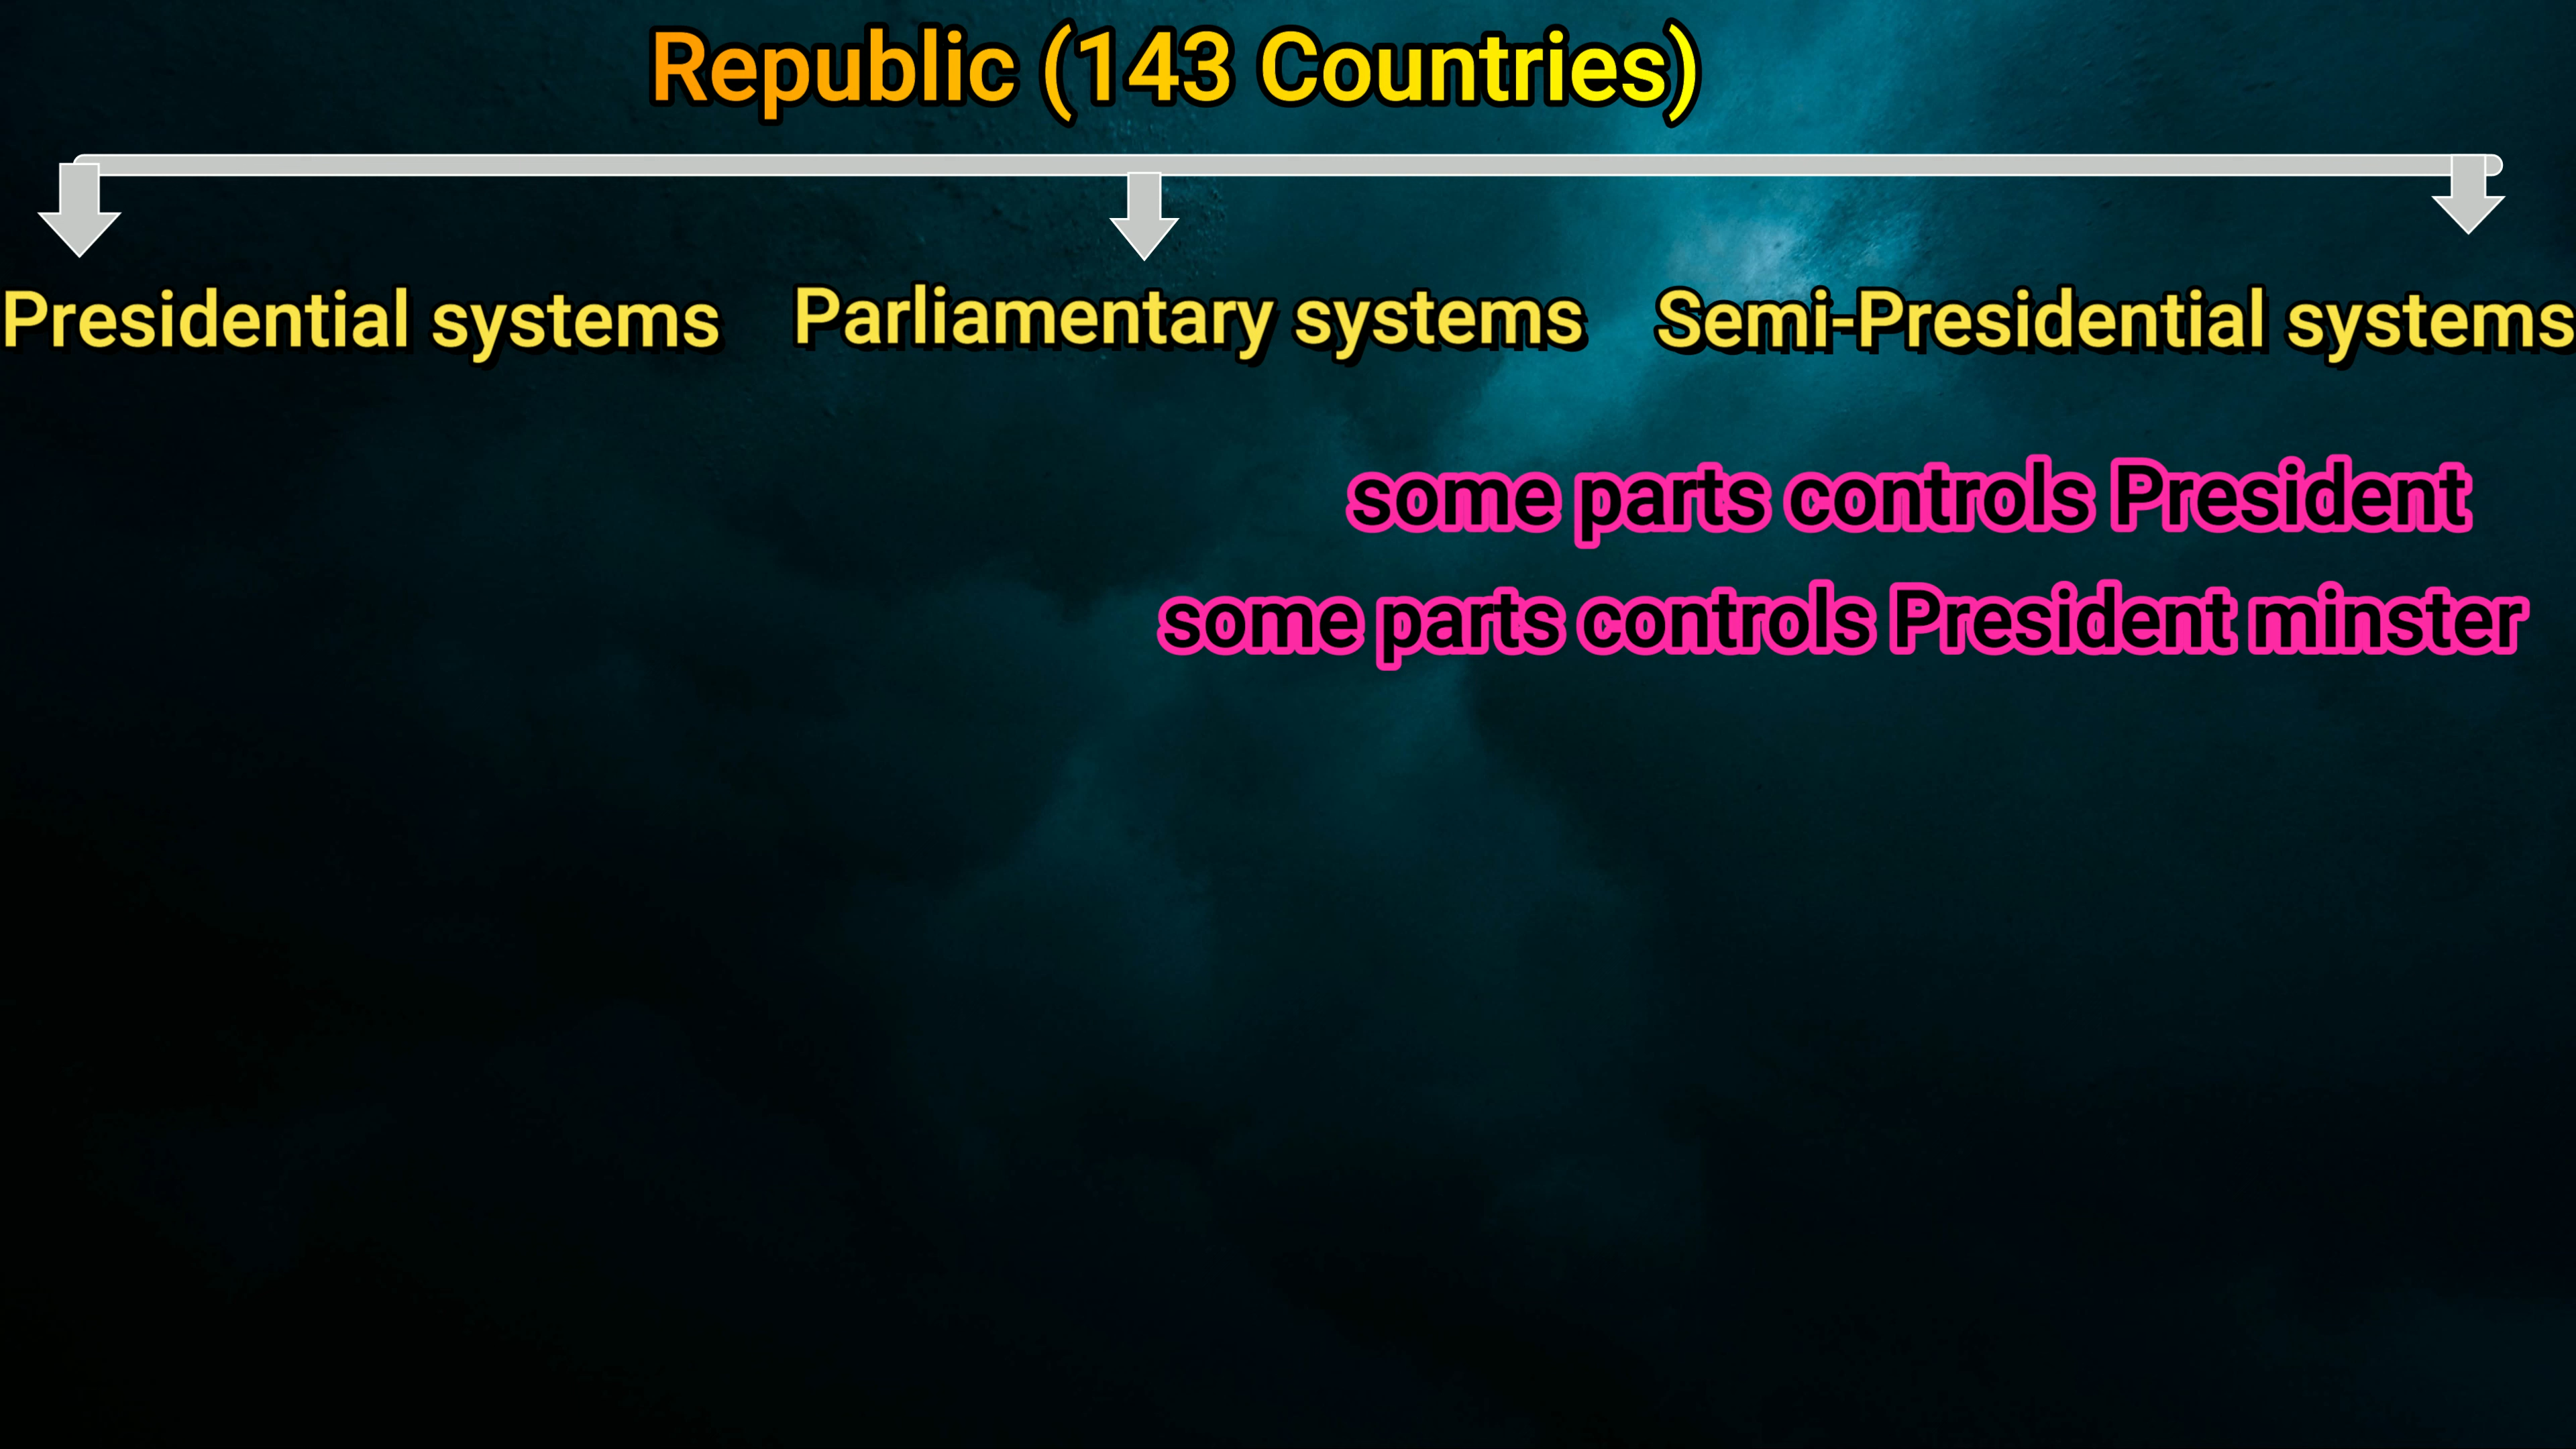 Republic (143 Countries)
Presidential systems
Parliamentary systems
Semi-Presidential systems
some parts controls President
some parts controls President minster